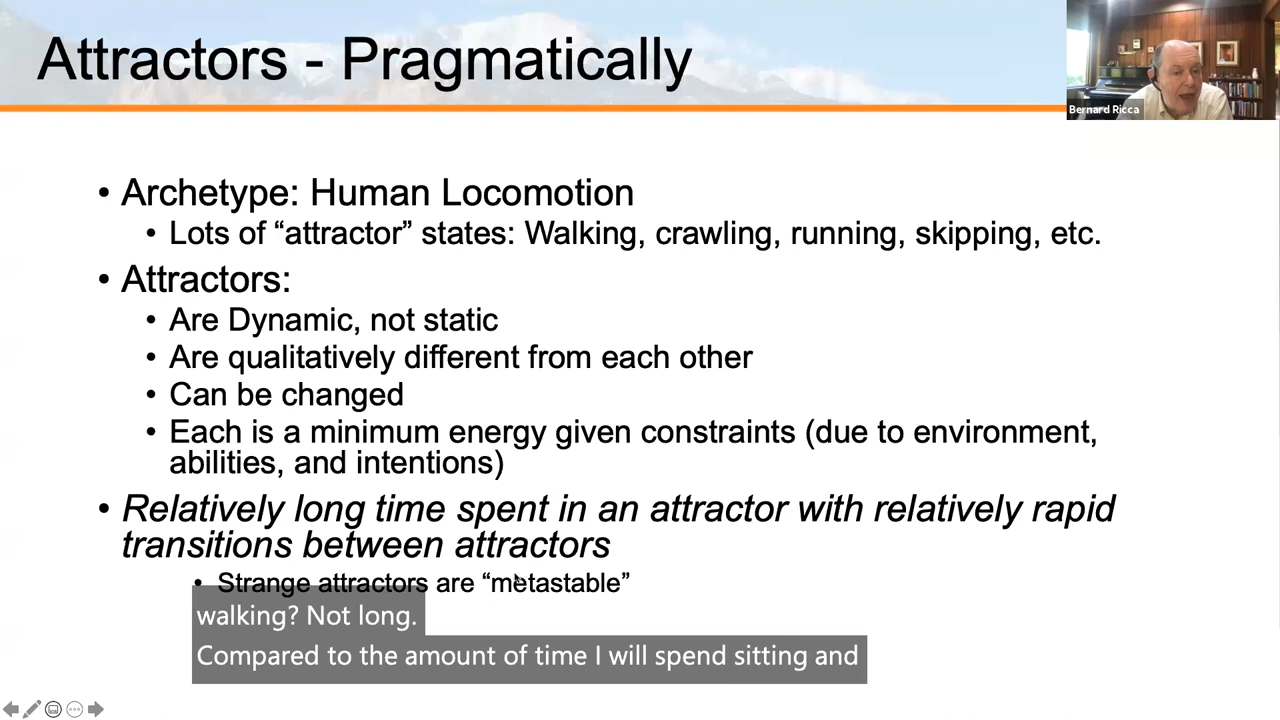 Attractors - Pragmatically
Bernard Ricca
• Archetype: Human Locomotion
• Lots of “attractor” states: Walking, crawling, running, skipping, etc.
• Attractors:
• Are Dynamic, not static
• Are qualitatively different from each other
• Can be changed
• Each is a minimum energy given constraints (due to environment,
abilities, and intentions)
• Relatively long time spent in an attractor with relatively rapid
transitions between attractors
• Strange attractors are “metastable”
walking? Not long.
Compared to the amount of time I will spend sitting and